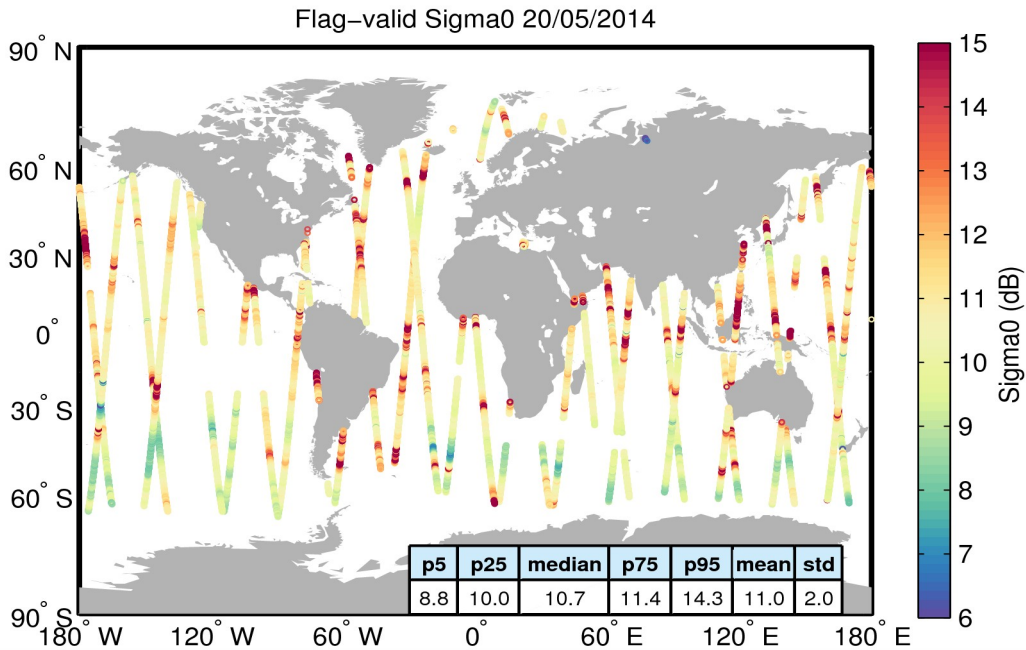 Flag−valid Sigma0 20/05/2014
90° N
60° N
30° N
0°
30° S
60° S
90° S
180° W
120° W
60° W
0°
60° E
120° E
180° E
15
14
13
12
11
10
9
8
7
6
Sigma0 (dB)
p5 p25 median p75 p95 mean std
8.8 10.0 10.7 11.4 14.3 11.0 2.0